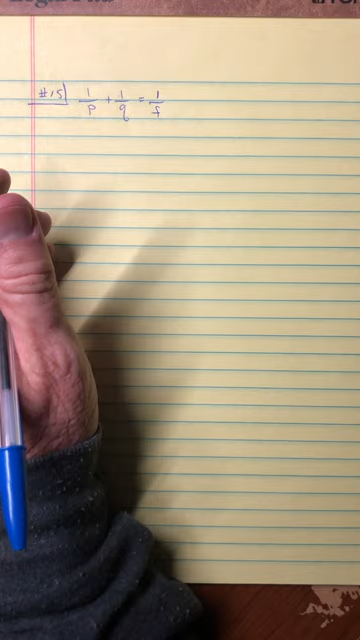 #15) 1/p + 1/q = 1/f